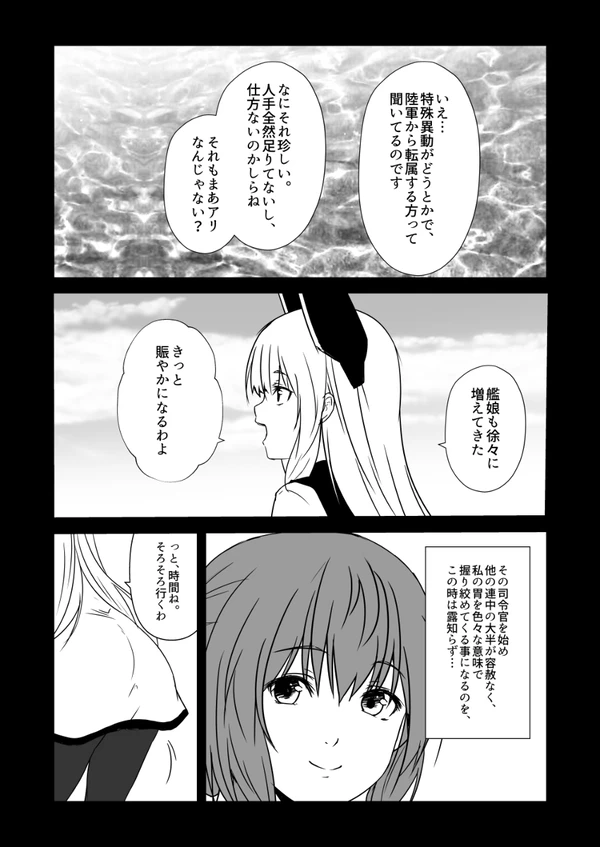 いえ…
特殊異動がどうとかで、
陸軍から転属する方って
聞いてるのです
なにそれ珍しい。
人手全然足りてないし、
仕方ないのかしらね
それもまあアリ
なんじゃない？
艦娘も徐々に
増えてきた
きっと
賑やかになるわよ
その司令官を始め
他の連中の大半が容赦なく、
私の胃を色々な意味で
握り絞めてくる事になるのを、
この時は露知らず…
っと、時間ね。
そろそろ行くわ